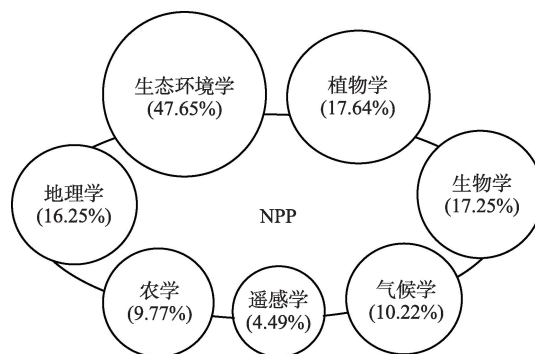 生态环境学
(47.65%)
植物学
(17.64%)
地理学
(16.25%)
生物学
(17.25%)
NPP
农学
(9.77%)
遥感学
(4.49%)
气候学
(10.22%)